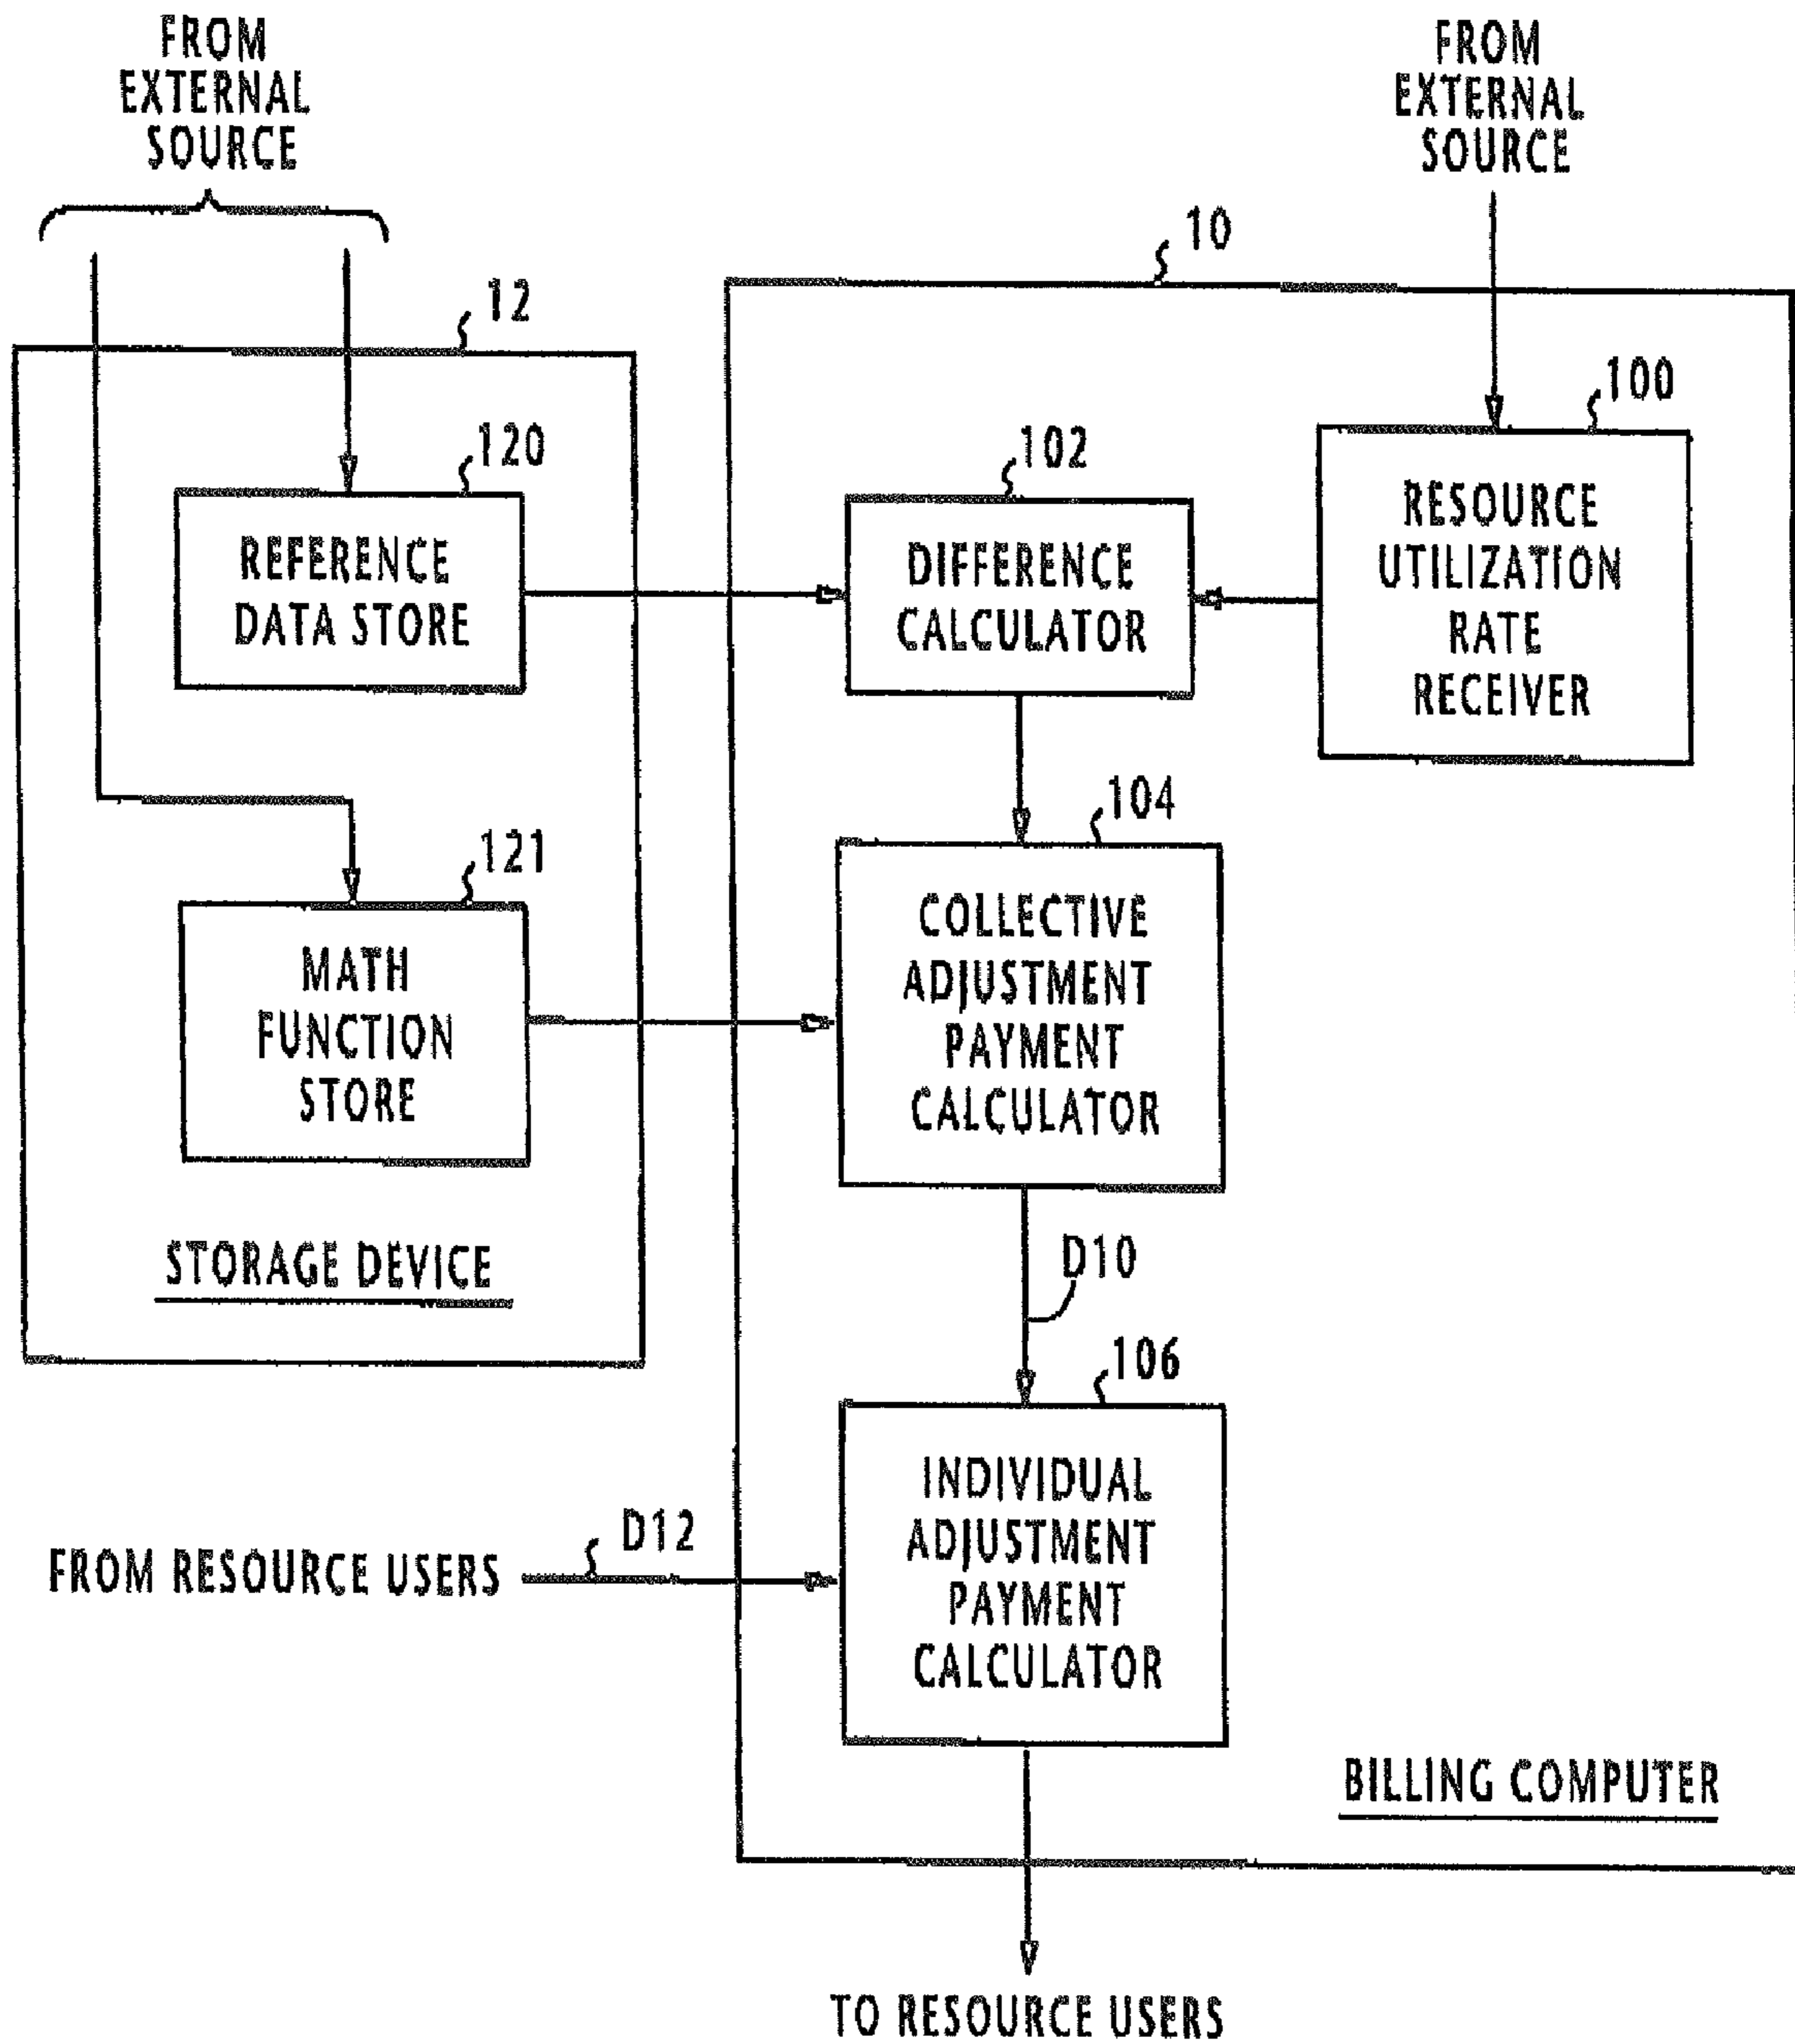 FROM
EXTERNAL
SOURCE
FROM
EXTERNAL
SOURCE
10
12
100
120
102
REFERENCE
DATA STORE
DIFFERENCE
CALCULATOR
RESOURCE
UTILIZATION
RATE
RECEIVER
104
121
MATH
FUNCTION
STORE
COLLECTIVE
ADJUSTMENT
PAYMENT
CALCULATOR
STORAGE DEVICE
D10
106
INDIVIDUAL
ADJUSTMENT
PAYMENT
CALCULATOR
FROM RESOURCE USERS
D12
BILLING COMPUTER
TO RESOURCE USERS